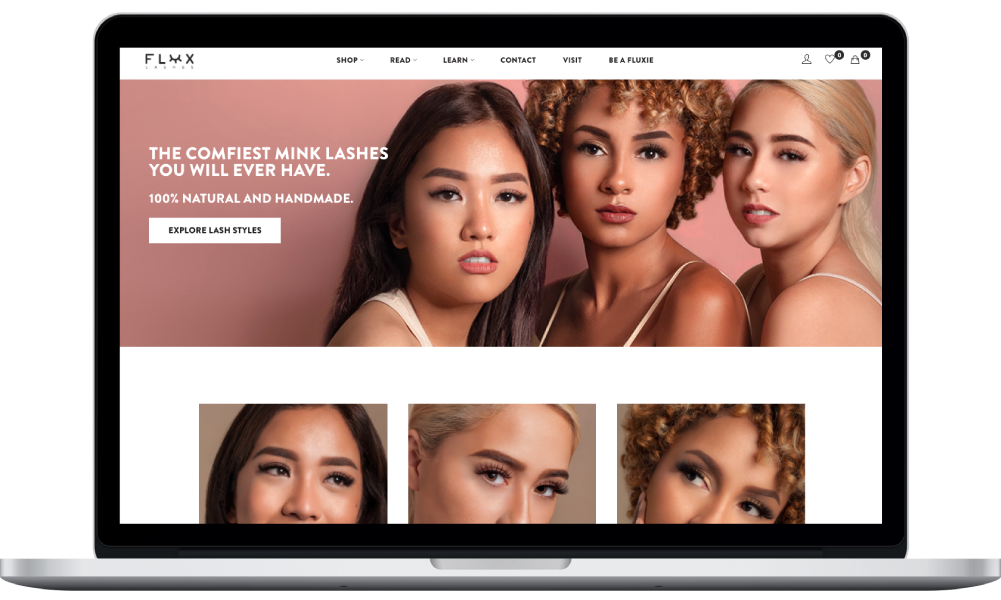 FLUX
LASHES
SHOP
READ
LEARN
CONTACT
VISIT
BE A FLUXIE
0
0
THE COMFIEST MINK LASHES
YOU WILL EVER HAVE.
100% NATURAL AND HANDMADE.
EXPLORE LASH STYLES